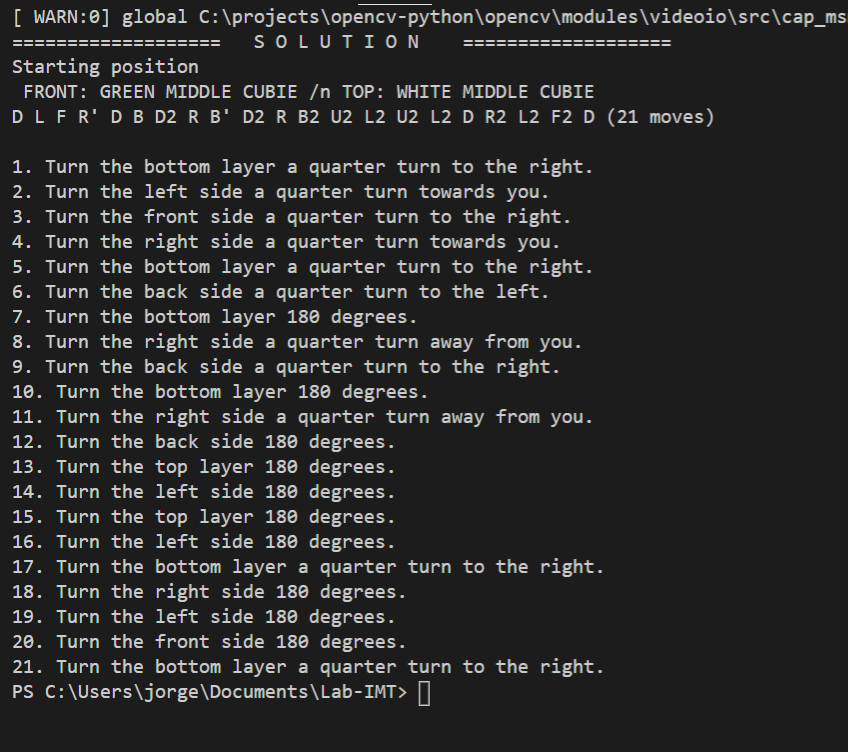 [ WARN:0] global C:\projects\opencv-python\opencv\modules\videoio\src\cap_ms
===================   S O L U T I O N    ===================
Starting position
 FRONT: GREEN MIDDLE CUBIE /n TOP: WHITE MIDDLE CUBIE
D L F R' D B D2 R B' D2 R B2 U2 L2 U2 L2 D R2 L2 F2 D (21 moves)
1. Turn the bottom layer a quarter turn to the right.
2. Turn the left side a quarter turn towards you.
3. Turn the front side a quarter turn to the right.
4. Turn the right side a quarter turn towards you.
5. Turn the bottom layer a quarter turn to the right.
6. Turn the back side a quarter turn to the left.
7. Turn the bottom layer 180 degrees.
8. Turn the right side a quarter turn away from you.
9. Turn the back side a quarter turn to the right.
10. Turn the bottom layer 180 degrees.
11. Turn the right side a quarter turn away from you.
12. Turn the back side 180 degrees.
13. Turn the top layer 180 degrees.
14. Turn the left side 180 degrees.
15. Turn the top layer 180 degrees.
16. Turn the left side 180 degrees.
17. Turn the bottom layer a quarter turn to the right.
18. Turn the right side 180 degrees.
19. Turn the left side 180 degrees.
20. Turn the front side 180 degrees.
21. Turn the bottom layer a quarter turn to the right.
PS C:\Users\jorge\Documents\Lab-IMT>